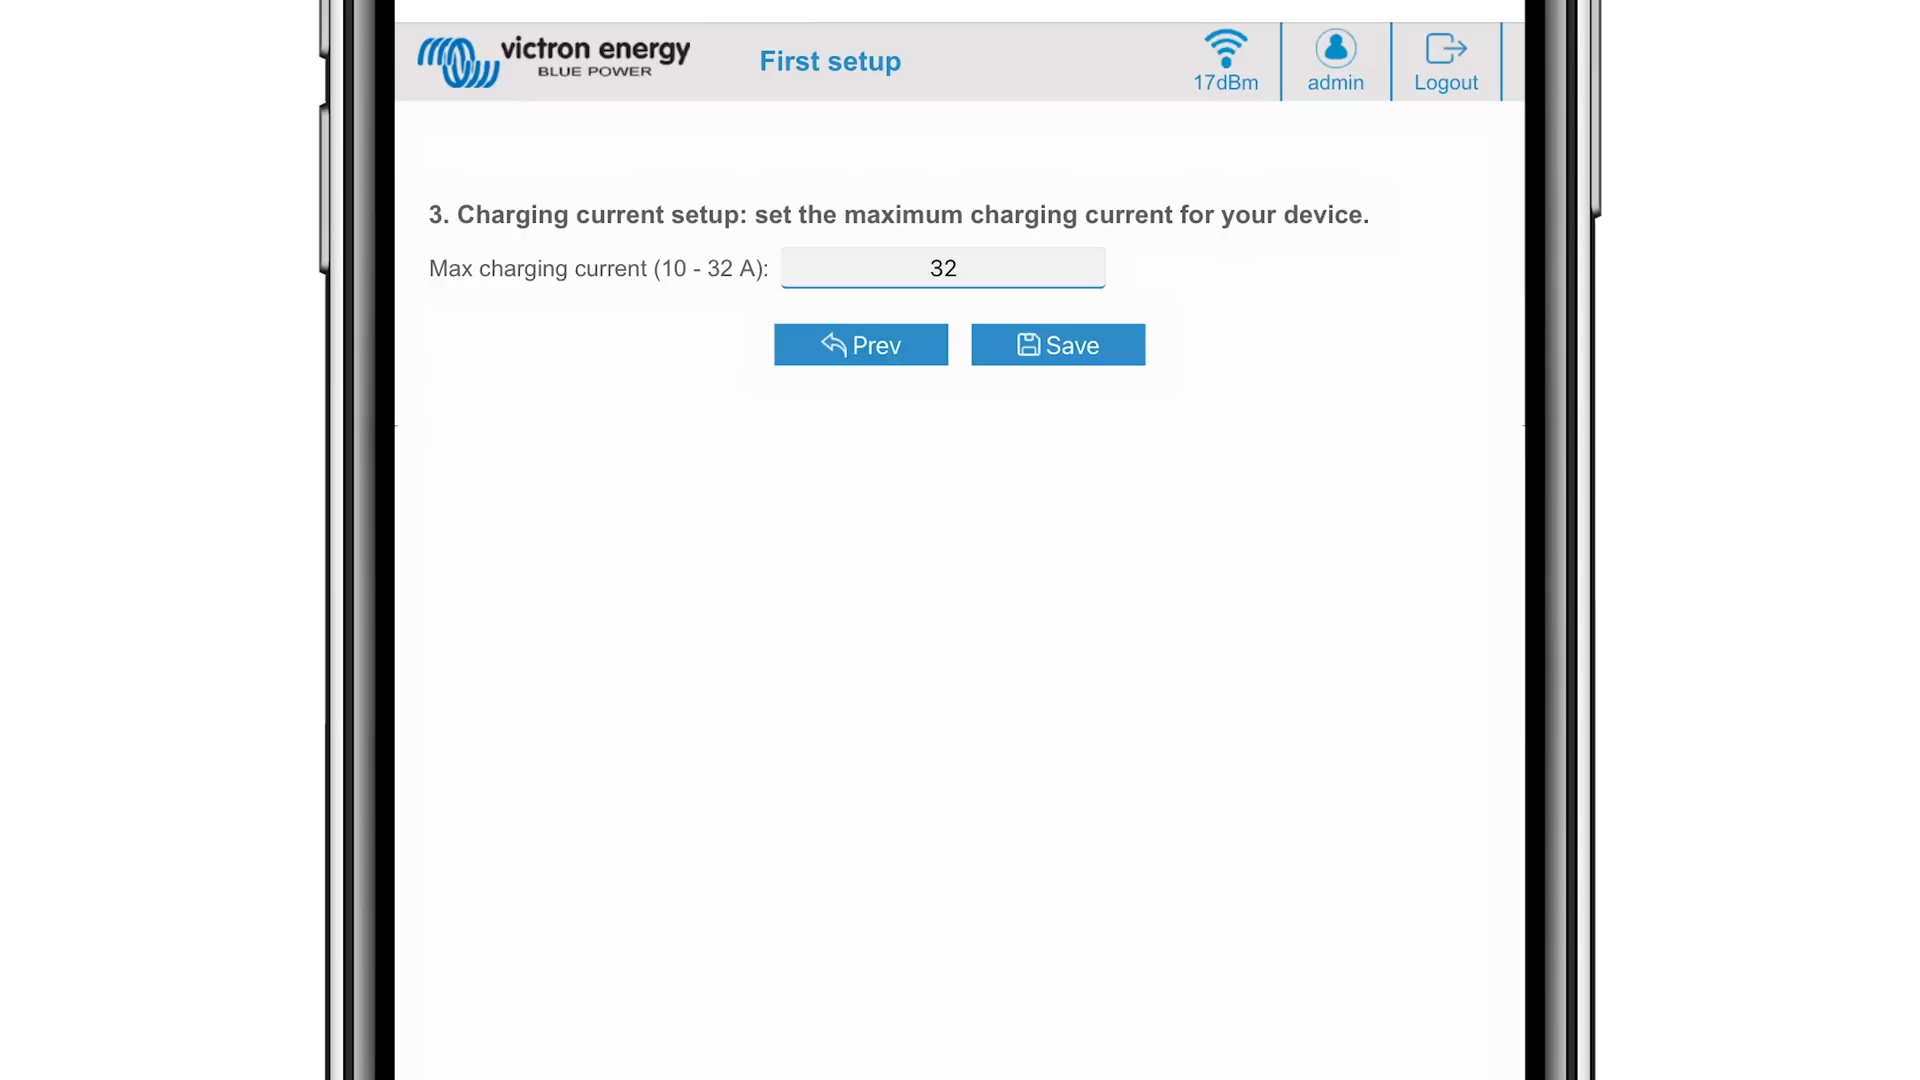 victron energy
BLUE POWER
First setup
17dBm
admin
Logout
3. Charging current setup: set the maximum charging current for your device.
Max charging current (10 - 32 A): 32
Prev
Save